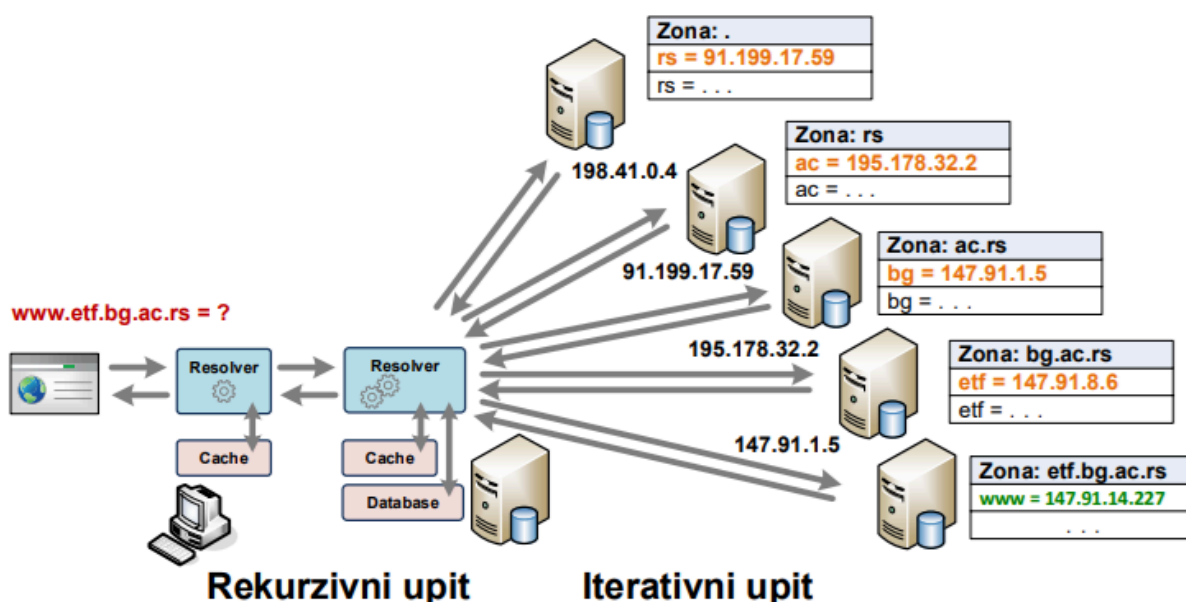 Zona: .
rs = 91.199.17.59
rs = . . .
198.41.0.4
Zona: rs
ac = 195.178.32.2
ac = . . .
91.199.17.59
Zona: ac.rs
bg = 147.91.1.5
bg = . . .
www.etf.bg.ac.rs = ?
195.178.32.2
Zona: bg.ac.rs
etf = 147.91.8.6
etf = . . .
Resolver
Resolver
147.91.1.5
Cache
Cache
Database
Zona: etf.bg.ac.rs
www = 147.91.14.227
. . .
Rekurzivni upit
Iterativni upit